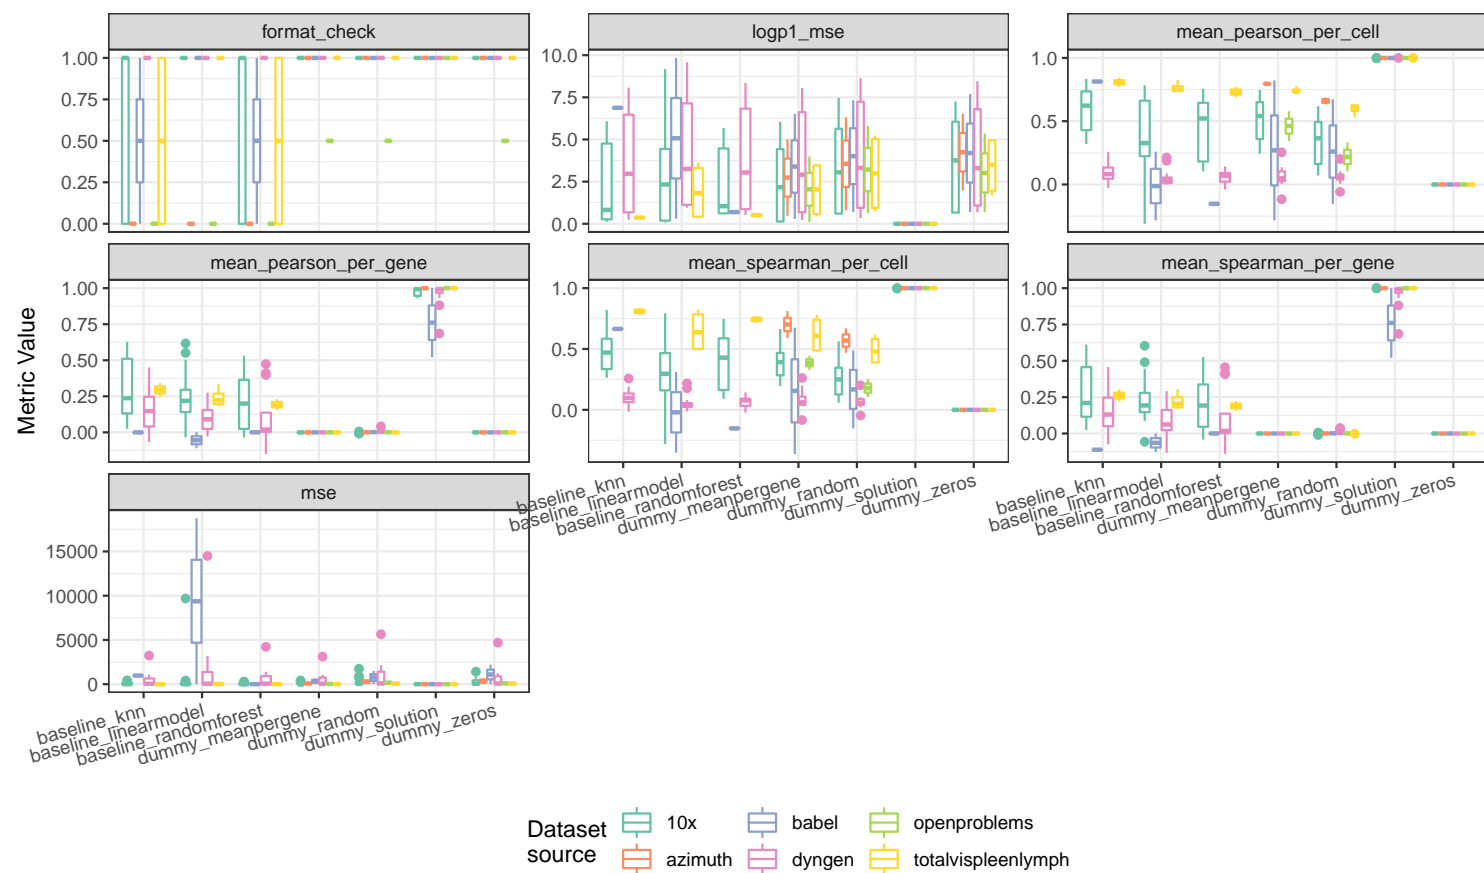 format_check
logp1_mse
mean_pearson_per_cell
1.00
0.75
0.50
0.25
0.00
10.0
7.5
5.0
2.5
0.0
1.0
0.5
0.0
mean_pearson_per_gene
mean_spearman_per_cell
mean_spearman_per_gene
1.00
0.75
0.50
0.25
0.00
1.0
0.5
0.0
1.00
0.75
0.50
0.25
0.00
Metric Value
mse
baseline_knn
baseline_linearmodel
baseline_randomforest
dummy_meanpergene
dummy_random
dummy_solution
dummy_zeros
baseline_knn
baseline_linearmodel
baseline_randomforest
dummy_meanpergene
dummy_random
dummy_solution
dummy_zeros
15000
10000
5000
0
baseline_knn
baseline_linearmodel
baseline_randomforest
dummy_meanpergene
dummy_random
dummy_solution
dummy_zeros
Dataset
source
10x
babel
openproblems
azimuth
dyngen
totalvispleenlymph